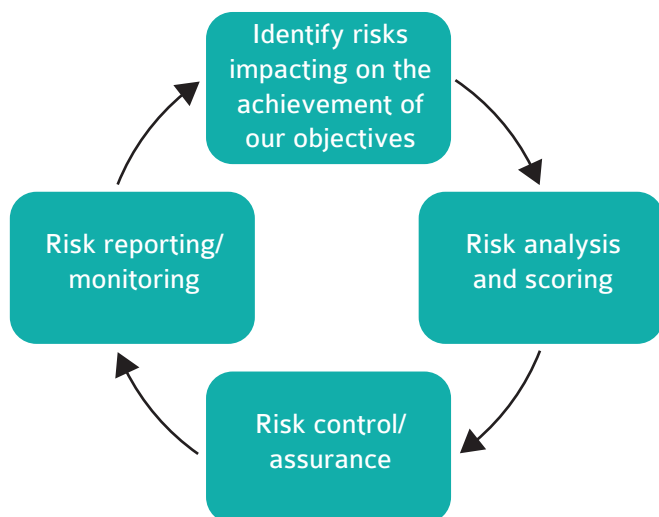 Identify risks
impacting on the
achievement of
our objectives
Risk analysis
and scoring
Risk control/
assurance
Risk reporting/
monitoring